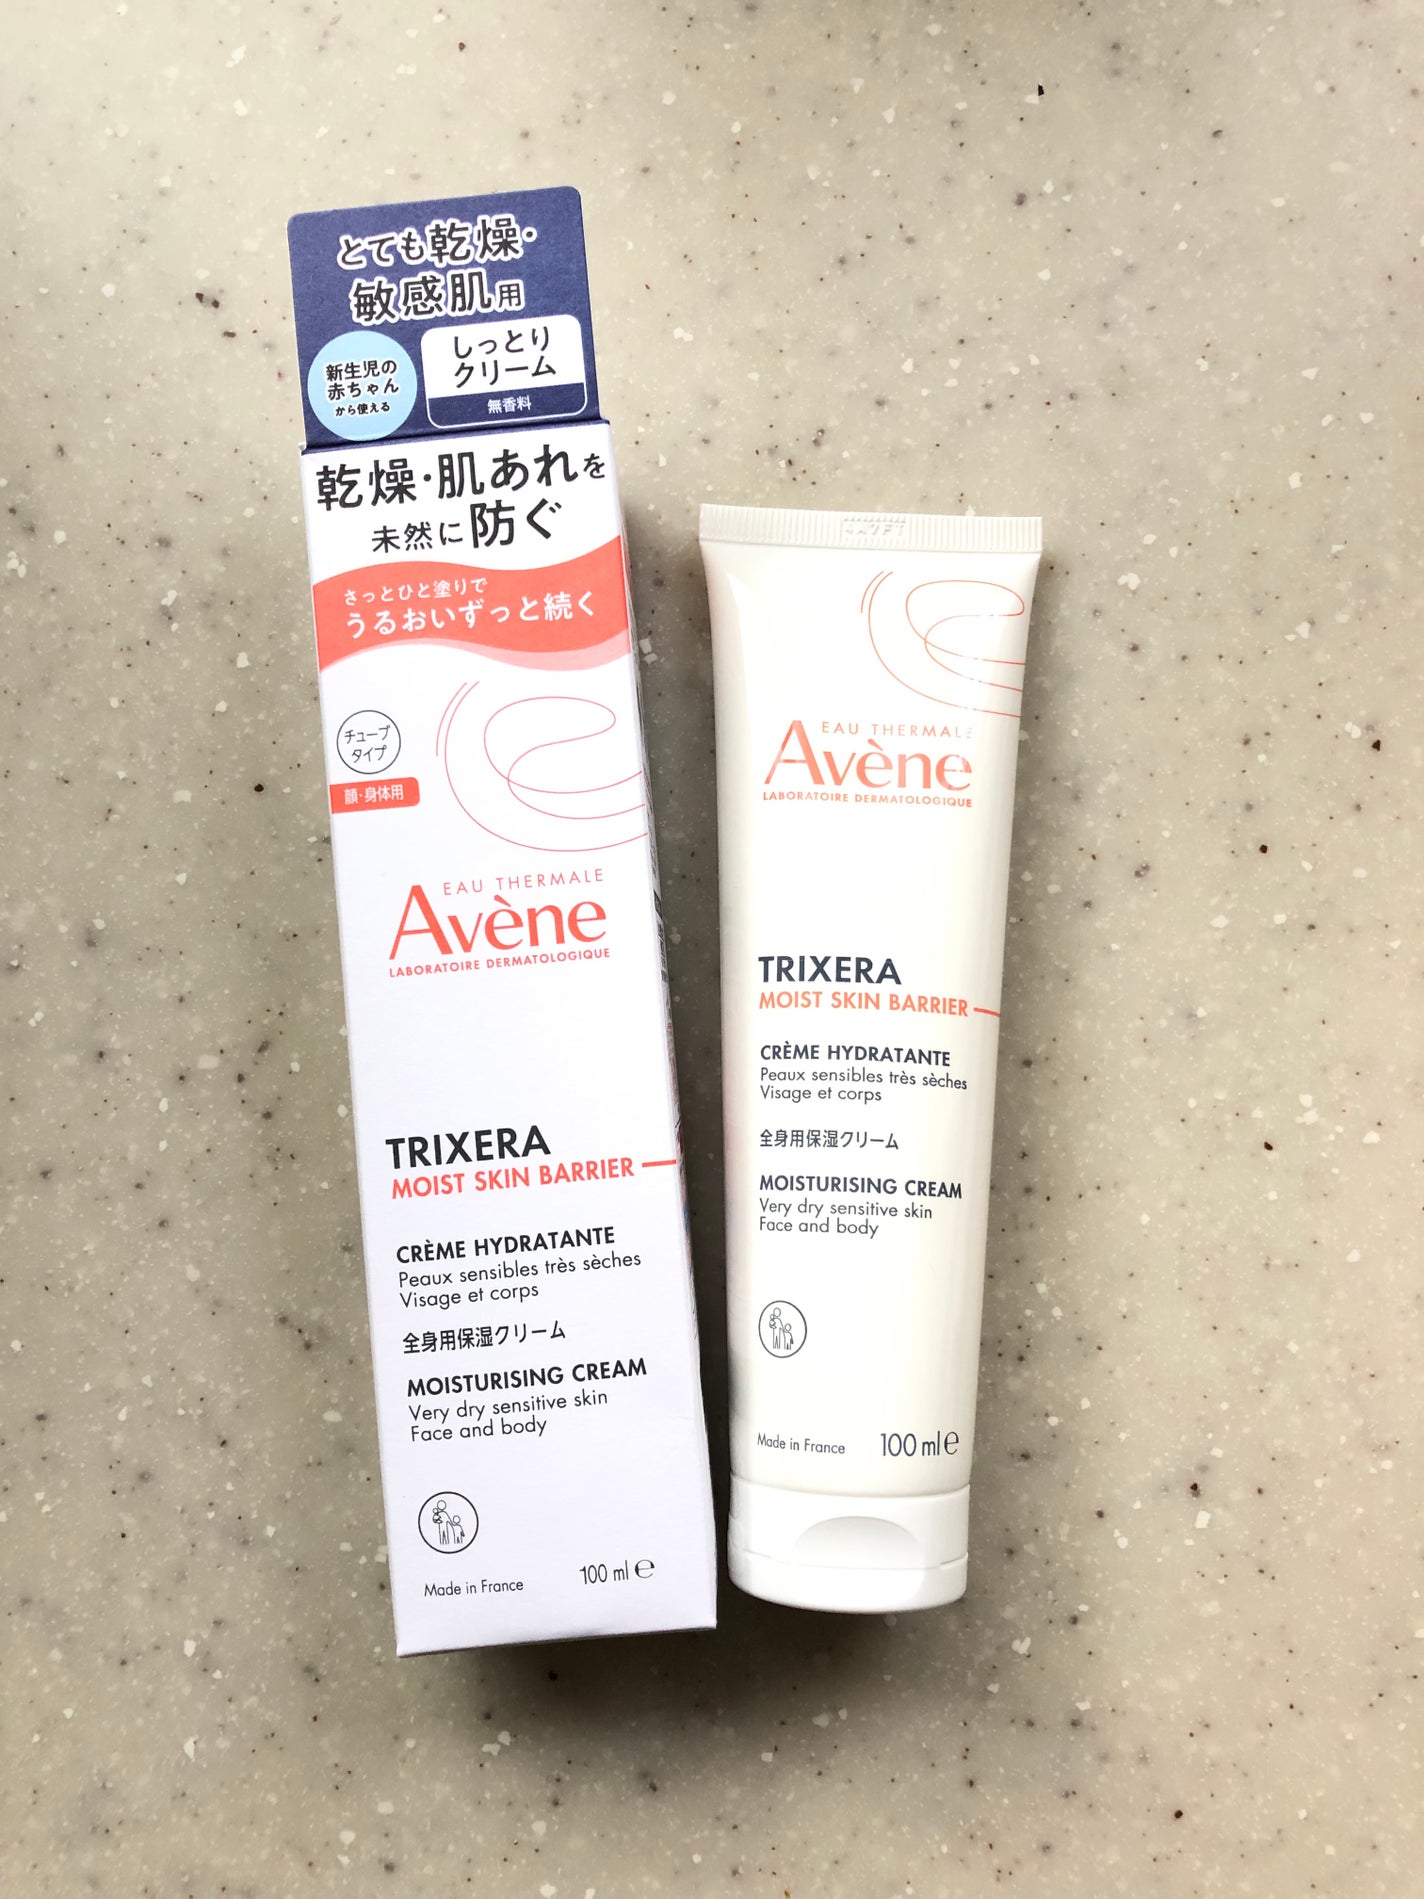 とても乾燥・
敏感肌用
新生児の
赤ちゃん
から使える
しっとり
クリーム
無香料
乾燥・肌あれを
未然に防ぐ
さっとひと塗りで
うるおいずっと続く
チューブ
タイプ
顔・身体用
EAU THERMALE
Avène
LABORATOIRE DERMATOLOGIQUE
TRIXERA
MOIST SKIN BARRIER
CRÈME HYDRATANTE
Peaux sensibles très sèches
Visage et corps
全身用保湿クリーム
MOISTURISING CREAM
Very dry sensitive skin
Face and body
Made in France
100 ml ℮
EAU THERMALE
Avène
LABORATOIRE DERMATOLOGIQUE
TRIXERA
MOIST SKIN BARRIER
CRÈME HYDRATANTE
Peaux sensibles très sèches
Visage et corps
全身用保湿クリーム
MOISTURISING CREAM
Very dry sensitive skin
Face and body
Made in France
100 ml ℮